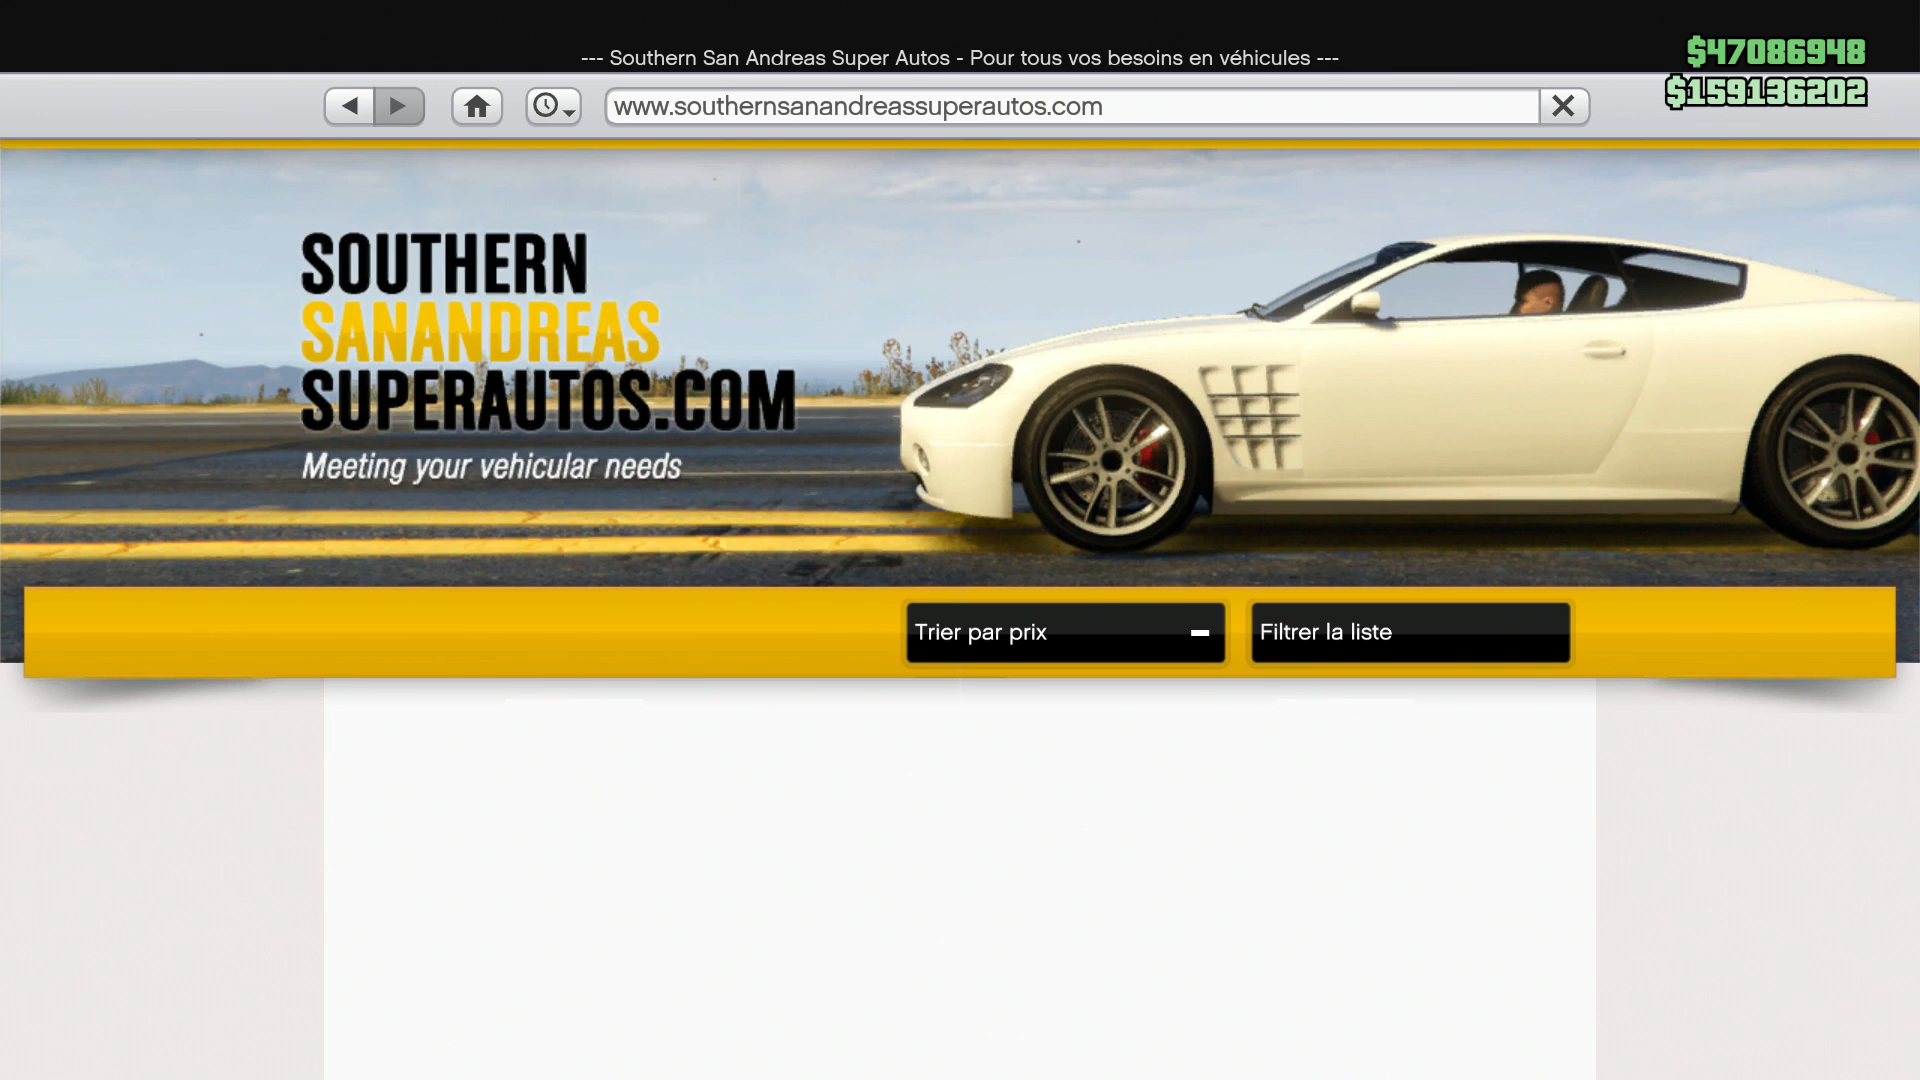 --- Southern San Andreas Super Autos - Pour tous vos besoins en véhicules ---
$47086948
$159136202
www.southernsanandreassuperautos.com
SOUTHERN
SANANDREAS
SUPERAUTOS.COM
Meeting your vehicular needs
Trier par prix
Filtrer la liste